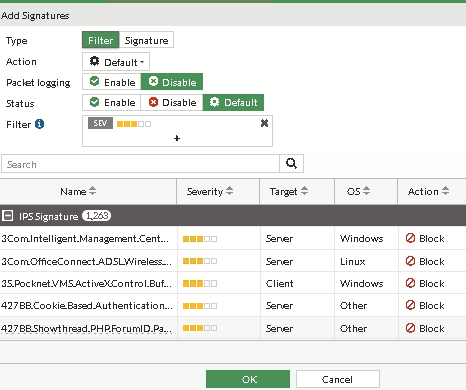 Add Signatures
Type Filter Signature
Action Default
Packet logging Enable Disable
Status Enable Disable Default
Filter SEV
+
Search
Name Severity Target OS Action
IPS Signature 1,263
3Com.Intelligent.Management.Cent... Server Windows Block
3Com.OfficeConnect.ADSL.Wireless... Server Linux Block
3S.Pocknet.VMS.ActiveX.Control.Buf... Client Windows Block
427BB.Cookie.Based.Authentication... Server Other Block
427BB.Showthread.PHP.ForumID.Pa... Server Other Block
OK Cancel